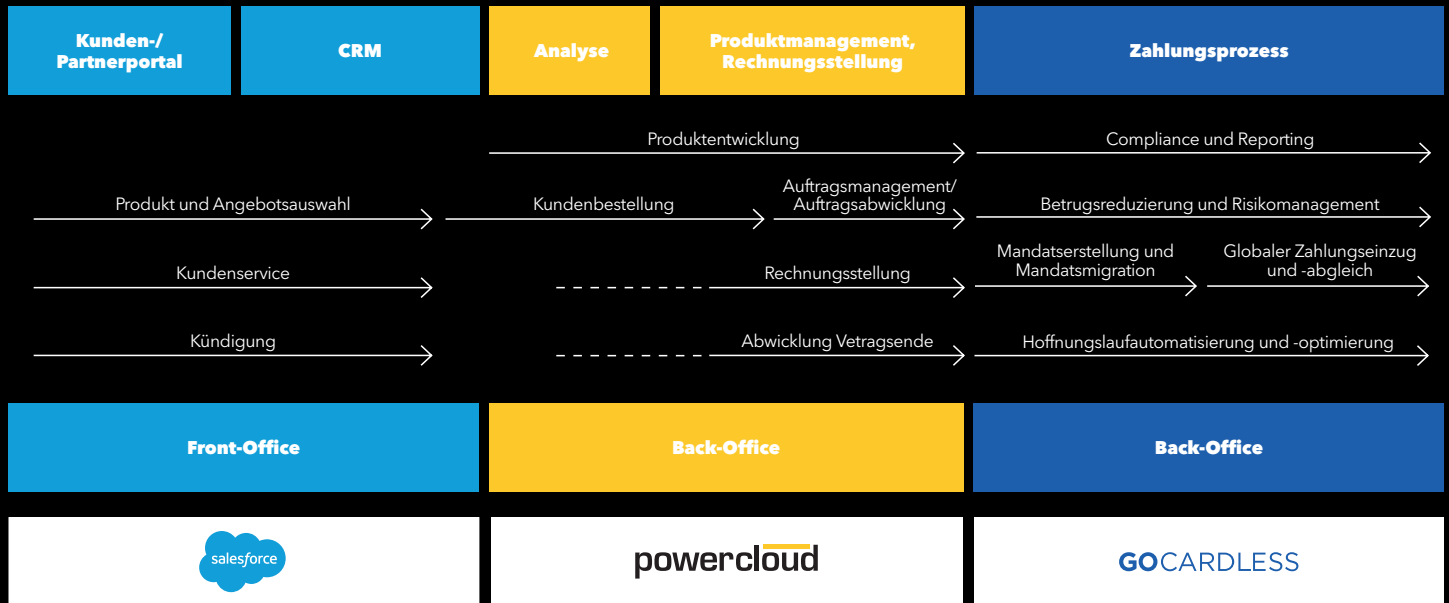 Kunden-/
Partnerportal
CRM
Analyse
Produktmanagement,
Rechnungsstellung
Zahlungsprozess
Produktentwicklung
Compliance und Reporting
Produkt und Angebotsauswahl
Kundenbestellung
Auftragsmanagement/
Auftragsabwicklung
Betrugsreduzierung und Risikomanagement
Kundenservice
Rechnungsstellung
Mandatserstellung und
Mandatsmigration
Globaler Zahlungseinzug
und -abgleich
Kündigung
Abwicklung Vetragsende
Hoffnungslaufautomatisierung und -optimierung
Front-Office
Back-Office
Back-Office
salesforce
powercloud
GOCARDLESS